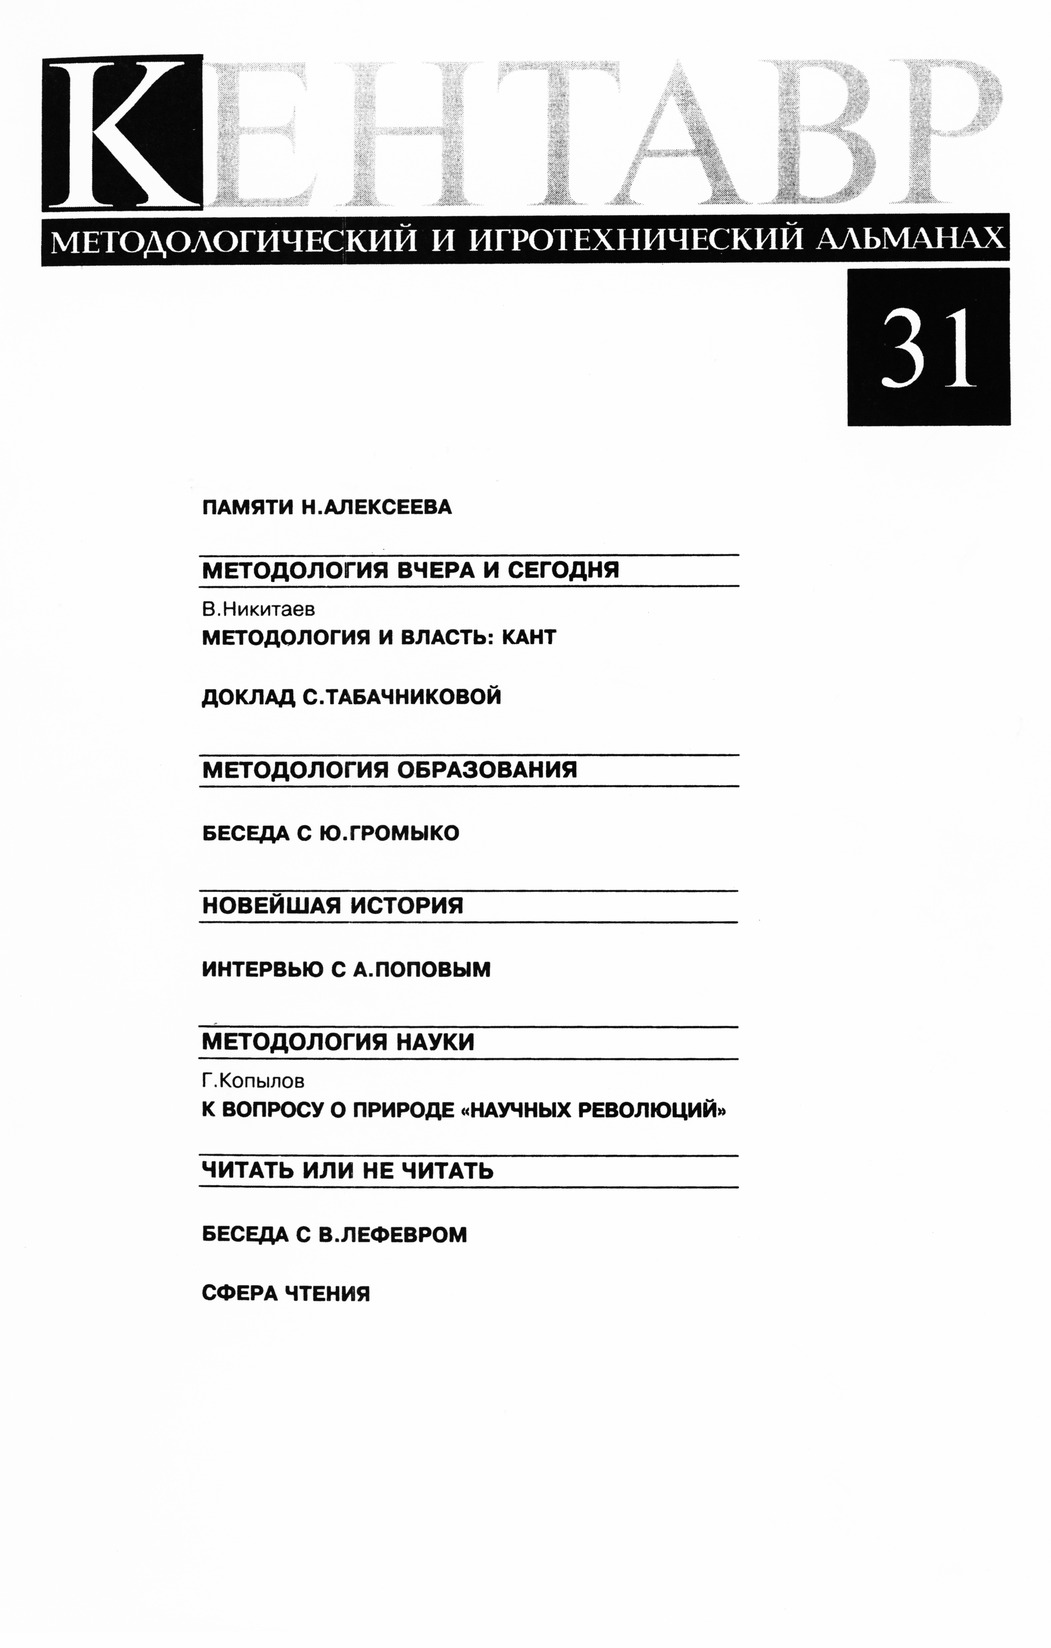 КЕНТАВР
МЕТОДОЛОГИЧЕСКИЙ И ИГРОТЕХНИЧЕСКИЙ АЛЬМАНАХ
31
ПАМЯТИ Н.АЛЕКСЕЕВА
МЕТОДОЛОГИЯ ВЧЕРА И СЕГОДНЯ
В.Никитаев
МЕТОДОЛОГИЯ И ВЛАСТЬ: КАНТ
ДОКЛАД С.ТАБАЧНИКОВОЙ
МЕТОДОЛОГИЯ ОБРАЗОВАНИЯ
БЕСЕДА С Ю.ГРОМЫКО
НОВЕЙШАЯ ИСТОРИЯ
ИНТЕРВЬЮ С А.ПОПОВЫМ
МЕТОДОЛОГИЯ НАУКИ
Г.Копылов
К ВОПРОСУ О ПРИРОДЕ «НАУЧНЫХ РЕВОЛЮЦИЙ»
ЧИТАТЬ ИЛИ НЕ ЧИТАТЬ
БЕСЕДА С В.ЛЕФЕВРОМ
СФЕРА ЧТЕНИЯ